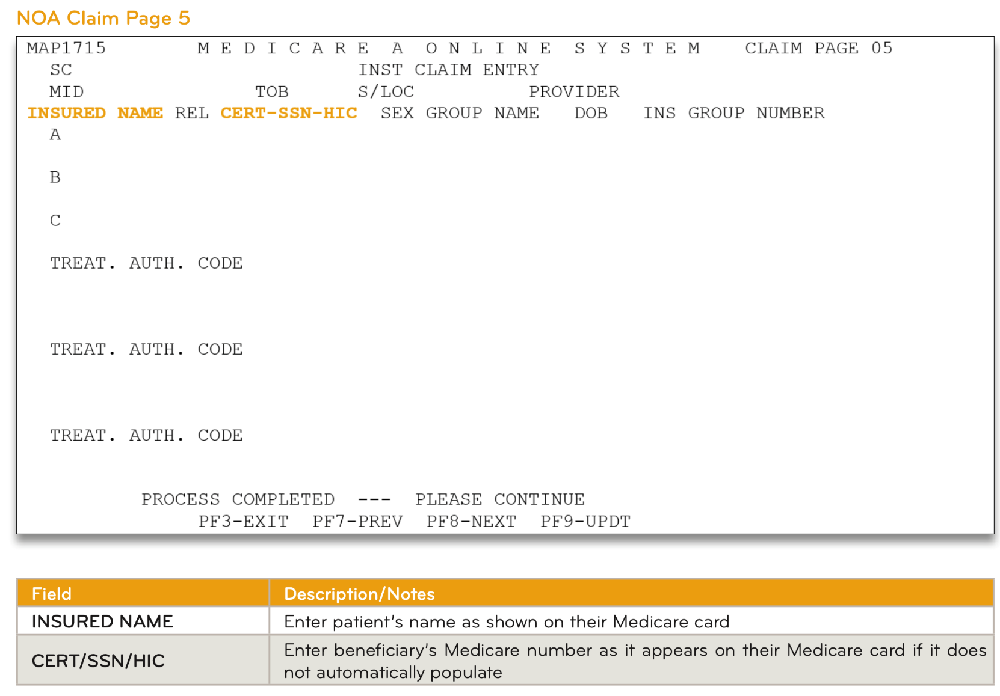 NOA Claim Page 5
MAP1715 M E D I C A R E A O N L I N E S Y S T E M CLAIM PAGE 05
SC INST CLAIM ENTRY
MID TOB S/LOC PROVIDER
INSURED NAME REL CERT-SSN-HIC SEX GROUP NAME DOB INS GROUP NUMBER
A
B
C
TREAT. AUTH. CODE
TREAT. AUTH. CODE
TREAT. AUTH. CODE
PROCESS COMPLETED --- PLEASE CONTINUE
PF3-EXIT PF7-PREV PF8-NEXT PF9-UPDT
Field Description/Notes
INSURED NAME Enter patient's name as shown on their Medicare card
CERT/SSN/HIC Enter beneficiary's Medicare number as it appears on their Medicare card if it does
not automatically populate